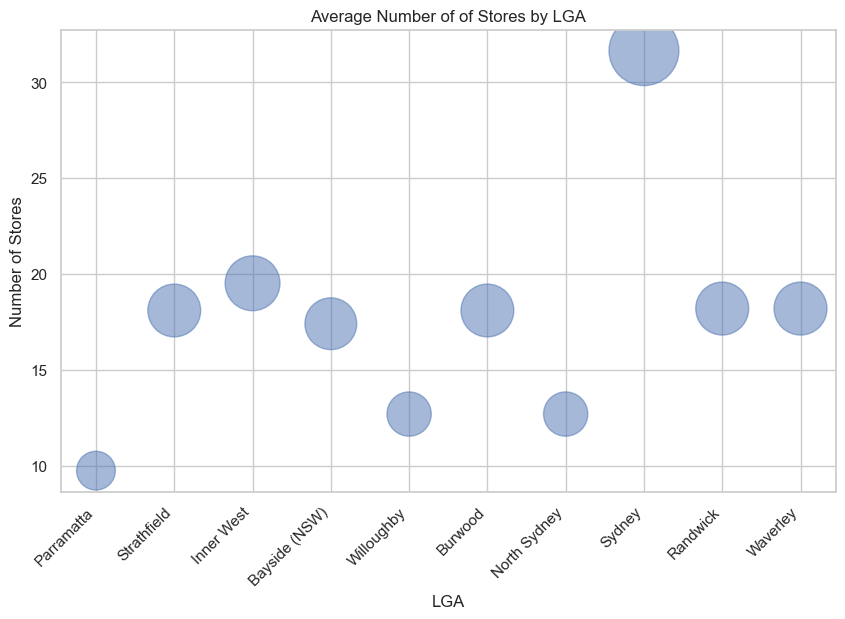 Average Number of of Stores by LGA
Number of Stores
30
25
20
15
10
Parramatta
Strathfield
Inner West
Bayside (NSW)
Willoughby
Burwood
North Sydney
Sydney
Randwick
Waverley
LGA